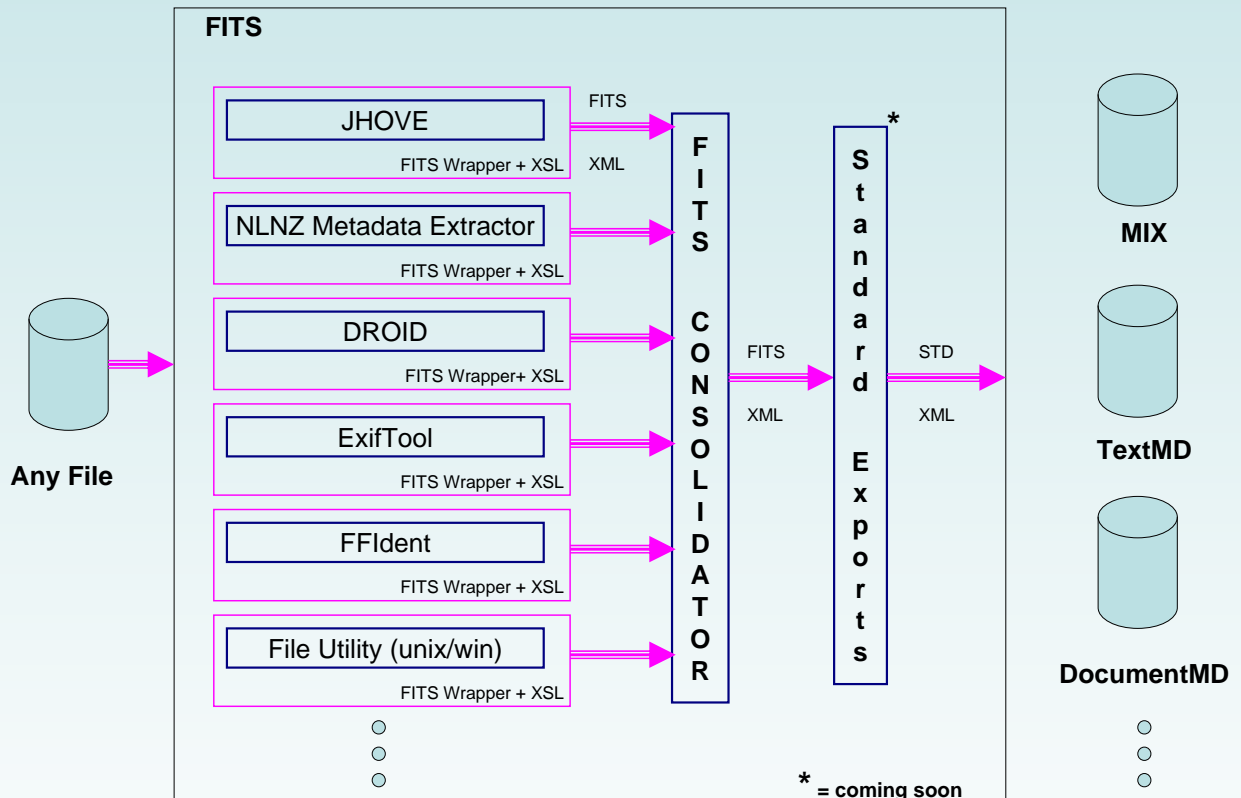 FITS
JHOVE
FITS Wrapper + XSL
FITS
XML
NLNZ Metadata Extractor
FITS Wrapper + XSL
DROID
FITS Wrapper+ XSL
ExifTool
FITS Wrapper + XSL
FFIdent
FITS Wrapper + XSL
File Utility (unix/win)
FITS Wrapper + XSL
Any File
FITS CONSOLIDATOR
FITS
XML
*
Standard Exports
STD
XML
MIX
TextMD
DocumentMD
* = coming soon